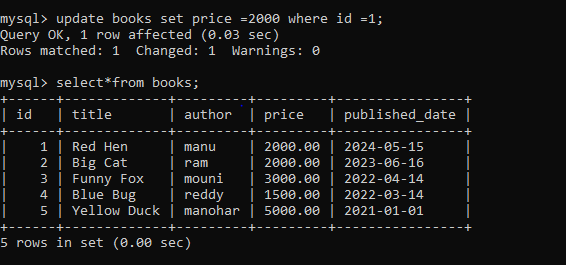 mysql> update books set price =2000 where id =1;
Query OK, 1 row affected (0.03 sec)
Rows matched: 1  Changed: 1  Warnings: 0
mysql> select*from books;
+------+-------------+---------+---------+----------------+
| id   | title       | author  | price   | published_date |
+------+-------------+---------+---------+----------------+
|    1 | Red Hen     | manu    | 2000.00 | 2024-05-15     |
|    2 | Big Cat     | ram     | 2000.00 | 2023-06-16     |
|    3 | Funny Fox   | mouni   | 3000.00 | 2022-04-14     |
|    4 | Blue Bug    | reddy   | 1500.00 | 2022-03-14     |
|    5 | Yellow Duck | manohar | 5000.00 | 2021-01-01     |
+------+-------------+---------+---------+----------------+
5 rows in set (0.00 sec)